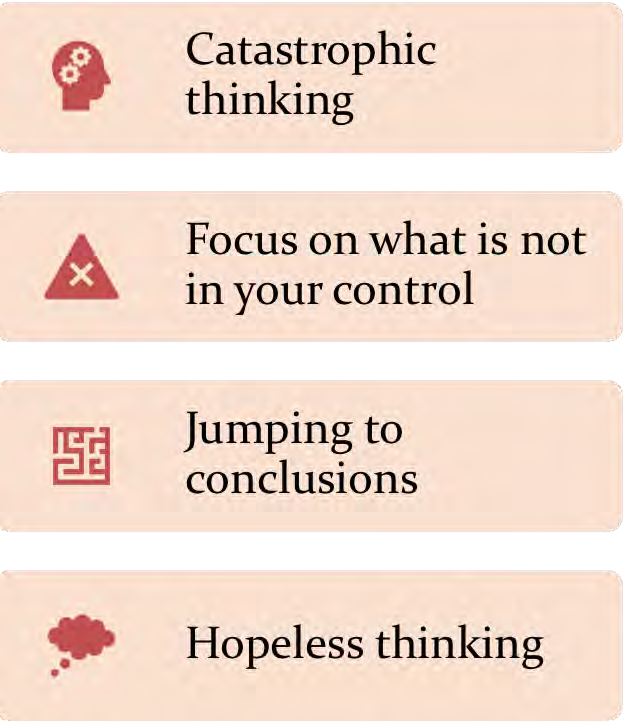 Catastrophic
thinking
Focus on what is not
in your control
Jumping to
conclusions
Hopeless thinking